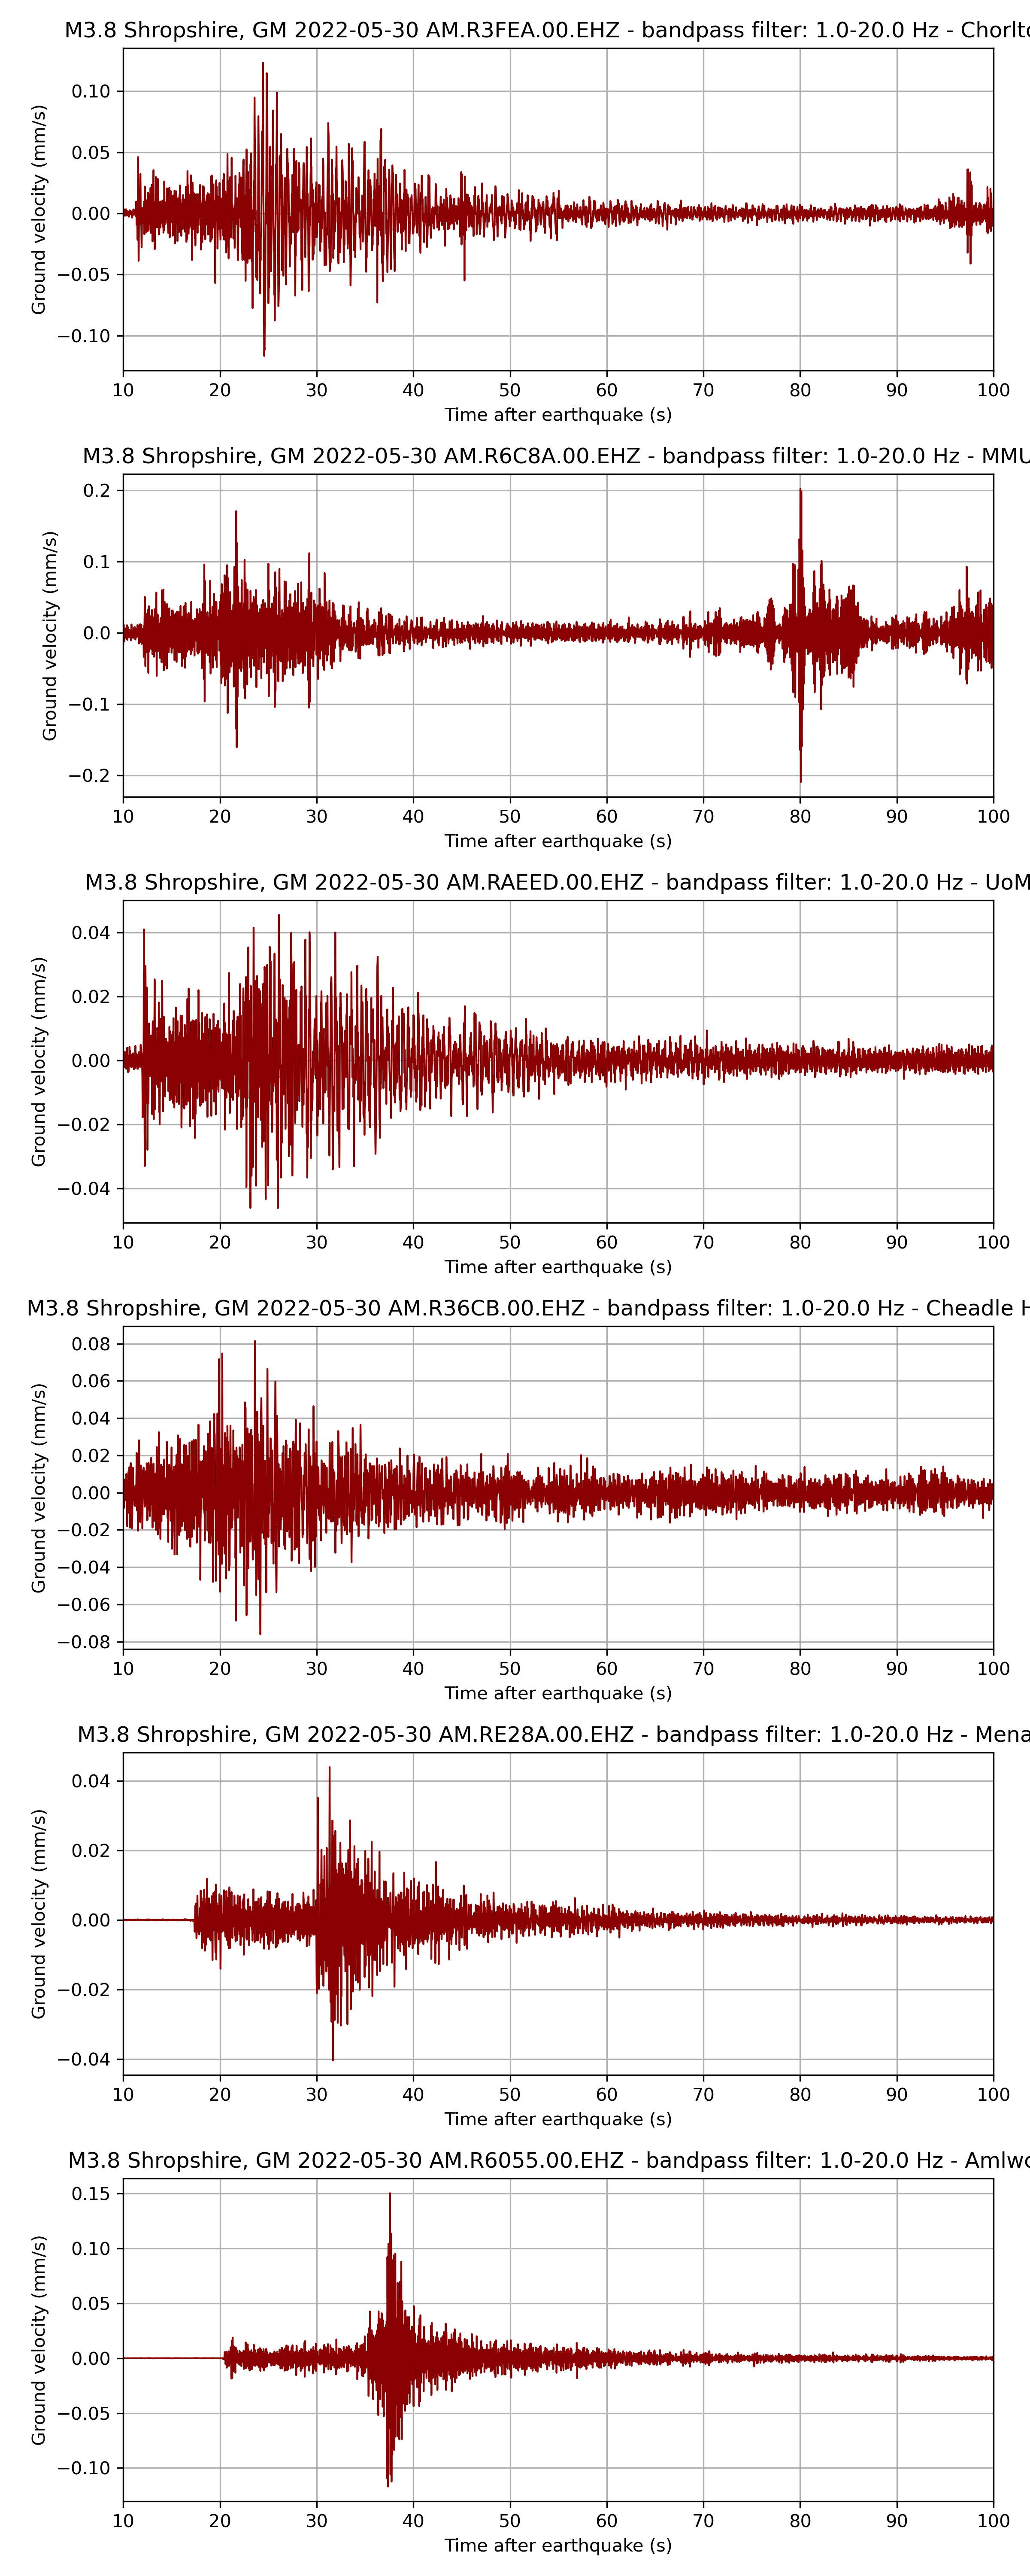 M3.8 Shropshire, GM 2022-05-30 AM.R3FEA.00.EHZ - bandpass filter: 1.0-20.0 Hz - Chorlto
Ground velocity (mm/s)
0.10
0.05
0.00
−0.05
−0.10
10 20 30 40 50 60 70 80 90 100
Time after earthquake (s)
M3.8 Shropshire, GM 2022-05-30 AM.R6C8A.00.EHZ - bandpass filter: 1.0-20.0 Hz - MMU
Ground velocity (mm/s)
0.2
0.1
0.0
−0.1
−0.2
10 20 30 40 50 60 70 80 90 100
Time after earthquake (s)
M3.8 Shropshire, GM 2022-05-30 AM.RAEED.00.EHZ - bandpass filter: 1.0-20.0 Hz - UoM
Ground velocity (mm/s)
0.04
0.02
0.00
−0.02
−0.04
10 20 30 40 50 60 70 80 90 100
Time after earthquake (s)
M3.8 Shropshire, GM 2022-05-30 AM.R36CB.00.EHZ - bandpass filter: 1.0-20.0 Hz - Cheadle H
Ground velocity (mm/s)
0.08
0.06
0.04
0.02
0.00
−0.02
−0.04
−0.06
−0.08
10 20 30 40 50 60 70 80 90 100
Time after earthquake (s)
M3.8 Shropshire, GM 2022-05-30 AM.RE28A.00.EHZ - bandpass filter: 1.0-20.0 Hz - Mena
Ground velocity (mm/s)
0.04
0.02
0.00
−0.02
−0.04
10 20 30 40 50 60 70 80 90 100
Time after earthquake (s)
M3.8 Shropshire, GM 2022-05-30 AM.R6055.00.EHZ - bandpass filter: 1.0-20.0 Hz - Amlwo
Ground velocity (mm/s)
0.15
0.10
0.05
0.00
−0.05
−0.10
10 20 30 40 50 60 70 80 90 100
Time after earthquake (s)